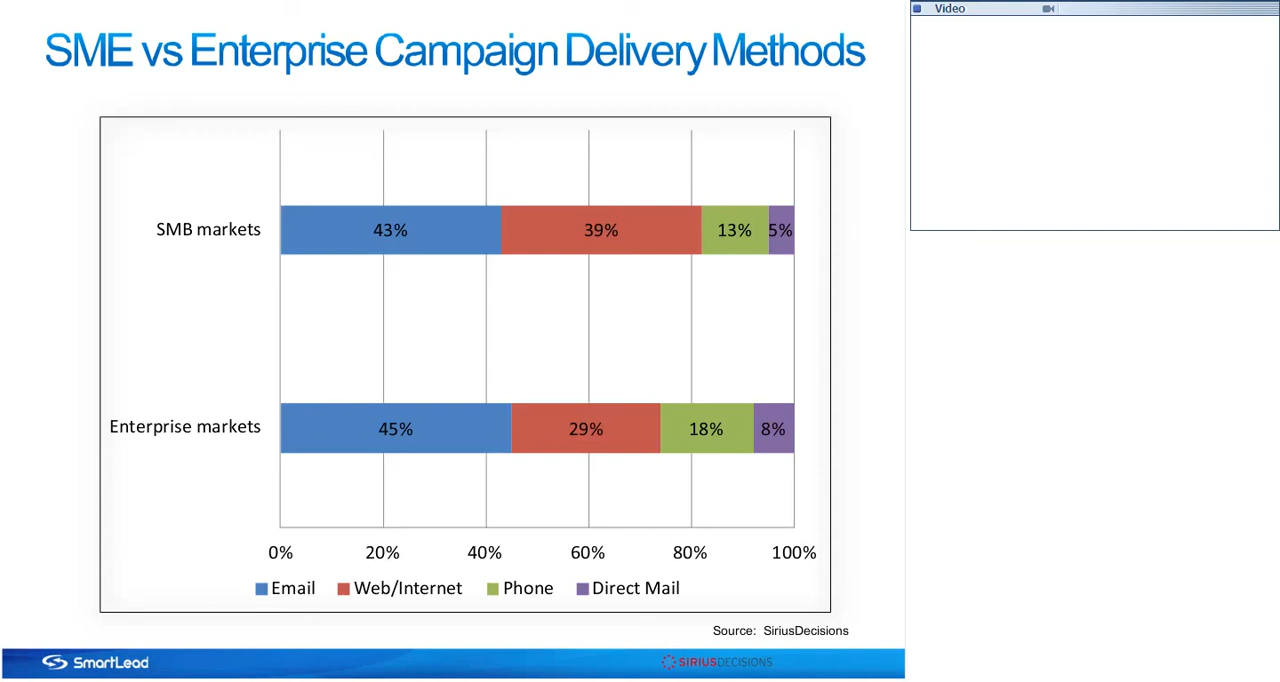 Video
SME vs Enterprise Campaign Delivery Methods
SMB markets
43% 39% 13% 5%
Enterprise markets
45% 29% 18% 8%
0% 20% 40% 60% 80% 100%
Email Web/Internet Phone Direct Mail
Source: SiriusDecisions
SmartLead
SIRIUSDECISIONS